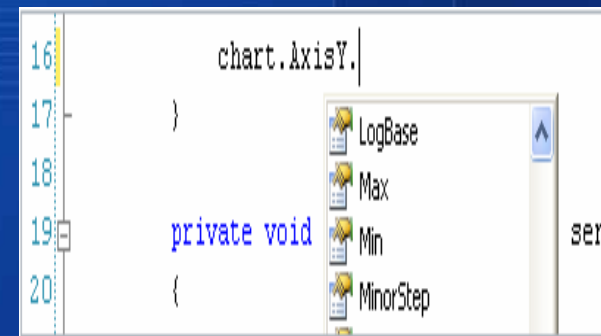 16 chart.AxisY.
17 }
LogBase
18
Max
19 private void ser
Min
20 {
MinorStep